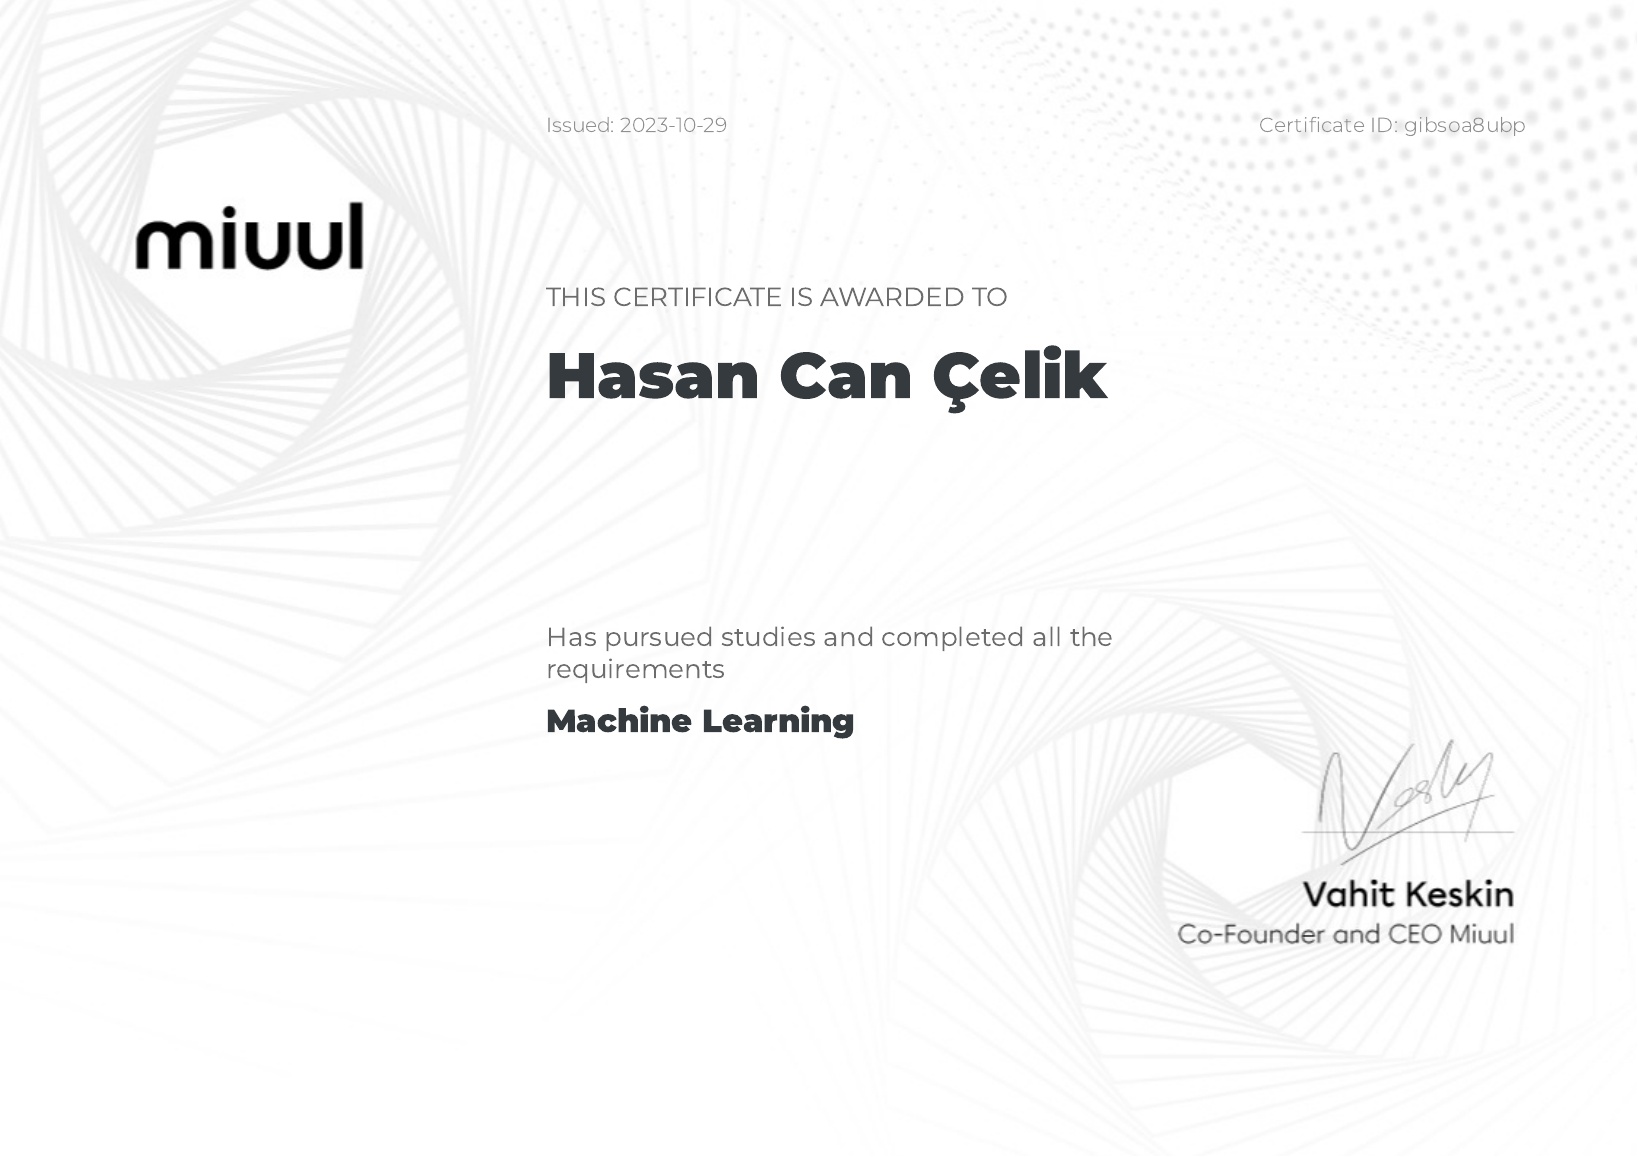 Issued: 2023-10-29
Certificate ID: gibsoa8ubp
miuul
THIS CERTIFICATE IS AWARDED TO
Hasan Can Çelik
Has pursued studies and completed all the
requirements
Machine Learning
Vahit Keskin
Co-Founder and CEO Miuul